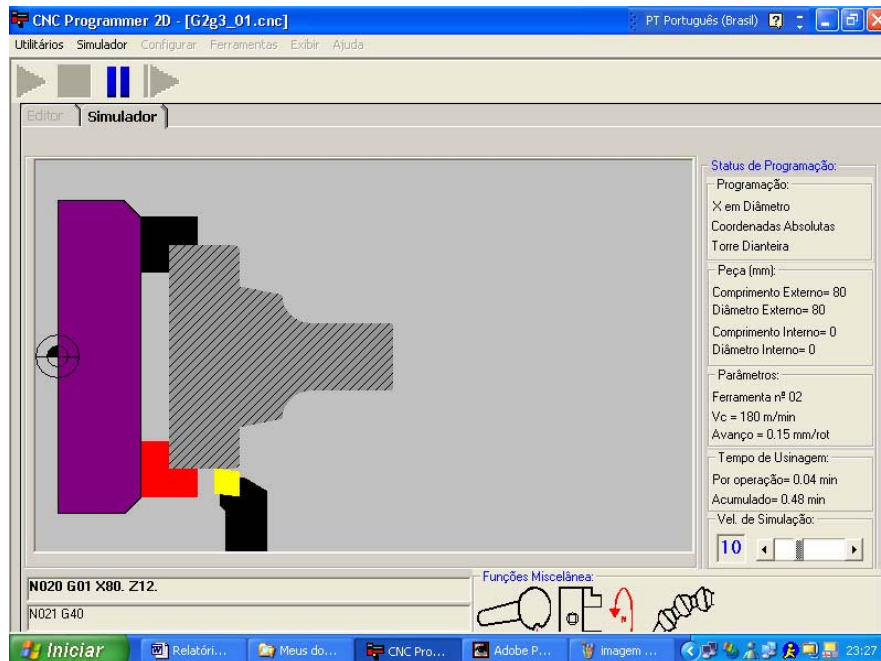 CNC Programmer 2D - [G2g3_01.cnc]
PT Português (Brasil)
Utilitários Simulador Configurar Ferramentas Exibir Ajuda
Editor Simulador
Status de Programação:
Programação:
X em Diâmetro
Coordenadas Absolutas
Torre Dianteira
Peça (mm):
Comprimento Externo= 80
Diâmetro Externo= 80
Comprimento Interno= 0
Diâmetro Interno= 0
Parâmetros:
Ferramenta nº 02
Vc = 180 m/min
Avanço = 0.15 mm/rot
Tempo de Usinagem:
Por operação= 0.04 min
Acumulado= 0.48 min
Vel. de Simulação:
10
N020 G01 X80. Z12.
N021 G40
Funções Miscelânea:
Iniciar
Relatóri...
Meus do...
CNC Pro...
Adobe P...
imagem ...
23:27